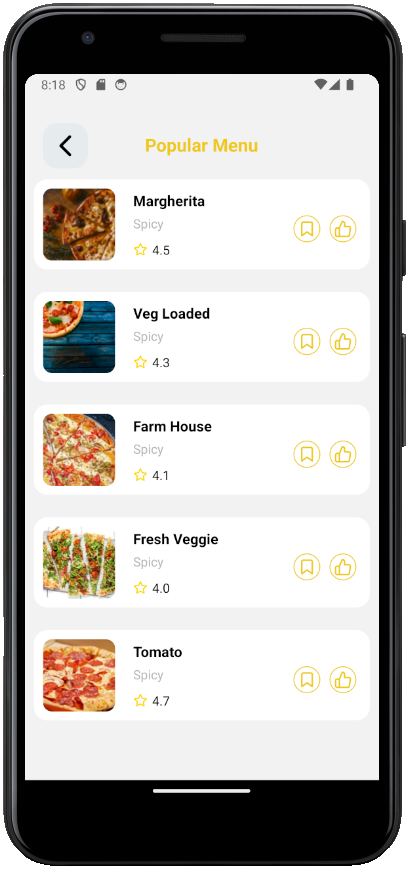 8:18
Popular Menu
Margherita
Spicy
4.5
Veg Loaded
Spicy
4.3
Farm House
Spicy
4.1
Fresh Veggie
Spicy
4.0
Tomato
Spicy
4.7